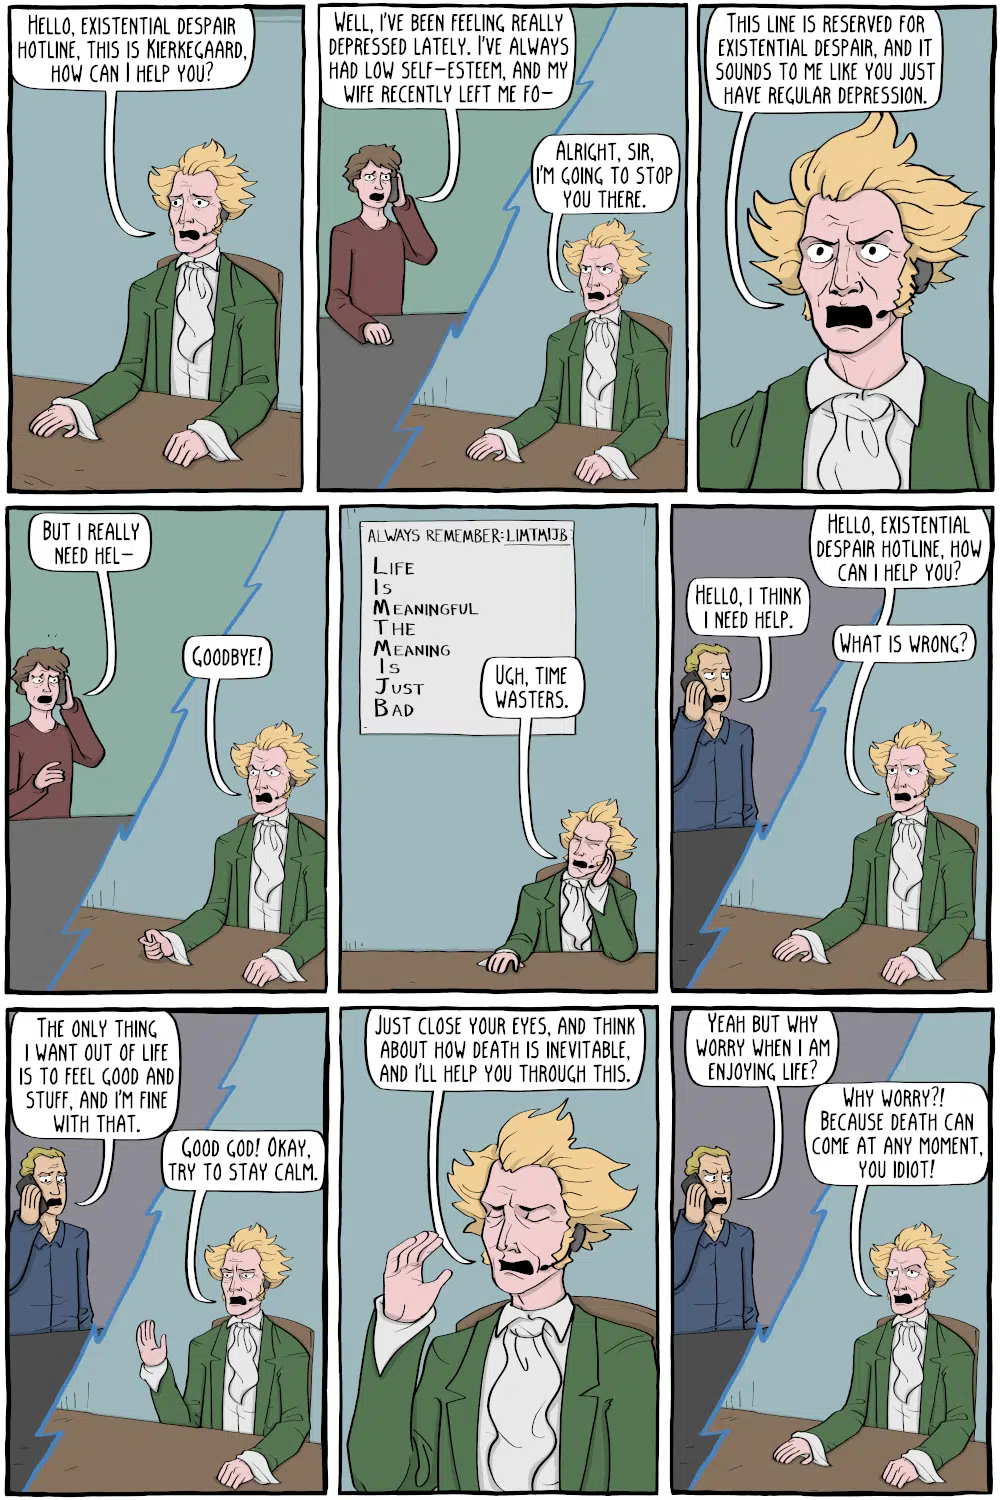 HELLO, EXISTENTIAL DESPAIR
HOTLINE, THIS IS KIERKEGAARD,
HOW CAN I HELP YOU?
WELL, I'VE BEEN FEELING REALLY
DEPRESSED LATELY. I'VE ALWAYS
HAD LOW SELF-ESTEEM, AND MY
WIFE RECENTLY LEFT ME FO-
ALRIGHT, SIR,
I'M GOING TO STOP
YOU THERE.
THIS LINE IS RESERVED FOR
EXISTENTIAL DESPAIR, AND IT
SOUNDS TO ME LIKE YOU JUST
HAVE REGULAR DEPRESSION.
BUT I REALLY
NEED HEL-
GOODBYE!
ALWAYS REMEMBER: LIMTMIJB
LIFE
IS
MEANINGFUL
THE
MEANING
IS
JUST
BAD
UGH, TIME
WASTERS.
HELLO, EXISTENTIAL
DESPAIR HOTLINE, HOW
CAN I HELP YOU?
HELLO, I THINK
I NEED HELP.
WHAT IS WRONG?
THE ONLY THING
I WANT OUT OF LIFE
IS TO FEEL GOOD AND
STUFF, AND I'M FINE
WITH THAT.
GOOD GOD! OKAY,
TRY TO STAY CALM.
JUST CLOSE YOUR EYES, AND THINK
ABOUT HOW DEATH IS INEVITABLE,
AND I'LL HELP YOU THROUGH THIS.
YEAH BUT WHY
WORRY WHEN I AM
ENJOYING LIFE?
WHY WORRY?!
BECAUSE DEATH CAN
COME AT ANY MOMENT,
YOU IDIOT!